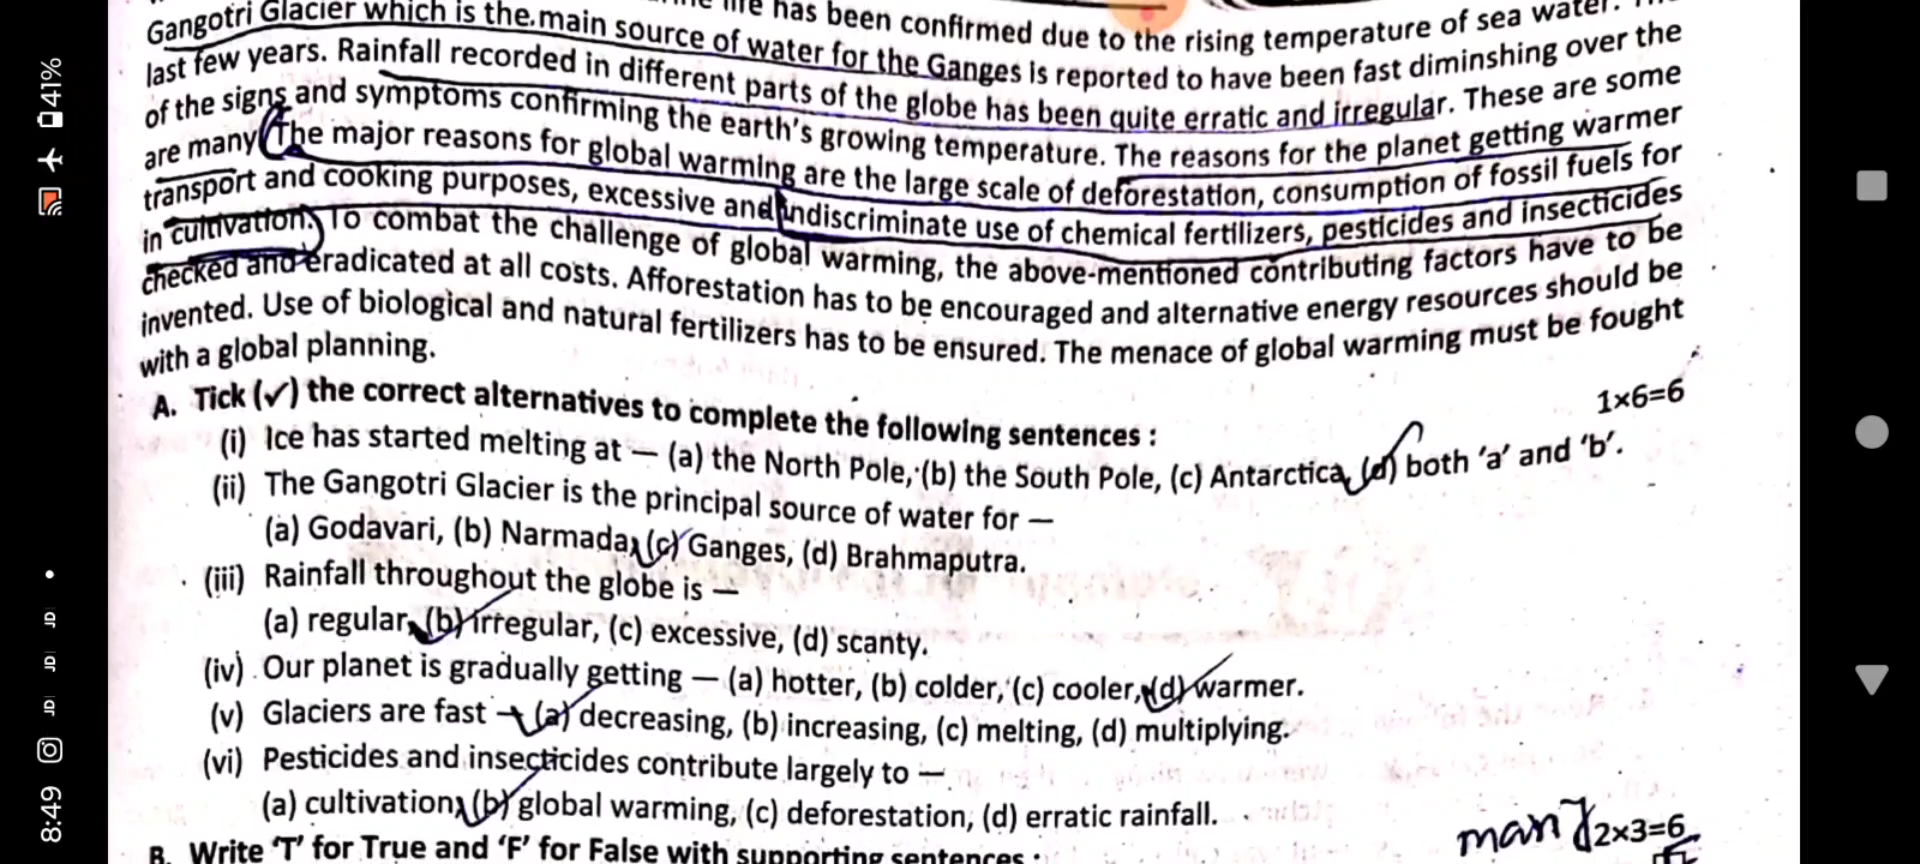 life has been confirmed due to the rising temperature of sea water.
Gangotri Glacier which is the main source of water for the Ganges is reported to have been fast diminshing over the
last few years. Rainfall recorded in different parts of the globe has been quite erratic and irregular. These are some
of the signs and symptoms confirming the earth's growing temperature. The reasons for the planet getting warmer
are many. The major reasons for global warming are the large scale of deforestation, consumption of fossil fuels for
transport and cooking purposes, excessive and indiscriminate use of chemical fertilizers, pesticides and insecticides
in cultivation. To combat the challenge of global warming, the above-mentioned contributing factors have to be
checked and eradicated at all costs. Afforestation has to be encouraged and alternative energy resources should be
invented. Use of biological and natural fertilizers has to be ensured. The menace of global warming must be fought
with a global planning.
A. Tick (✓) the correct alternatives to complete the following sentences : 1×6=6
(i) Ice has started melting at — (a) the North Pole, (b) the South Pole, (c) Antarctica, (d) both 'a' and 'b'.
(ii) The Gangotri Glacier is the principal source of water for —
(a) Godavari, (b) Narmada, (c) Ganges, (d) Brahmaputra.
(iii) Rainfall throughout the globe is —
(a) regular, (b) irregular, (c) excessive, (d) scanty.
(iv) Our planet is gradually getting — (a) hotter, (b) colder, (c) cooler, (d) warmer.
(v) Glaciers are fast — (a) decreasing, (b) increasing, (c) melting, (d) multiplying.
(vi) Pesticides and insecticides contribute largely to —
(a) cultivation, (b) global warming, (c) deforestation, (d) erratic rainfall.
many
B. Write 'T' for True and 'F' for False with supporting sentences : 2×3=6
8:49
41%